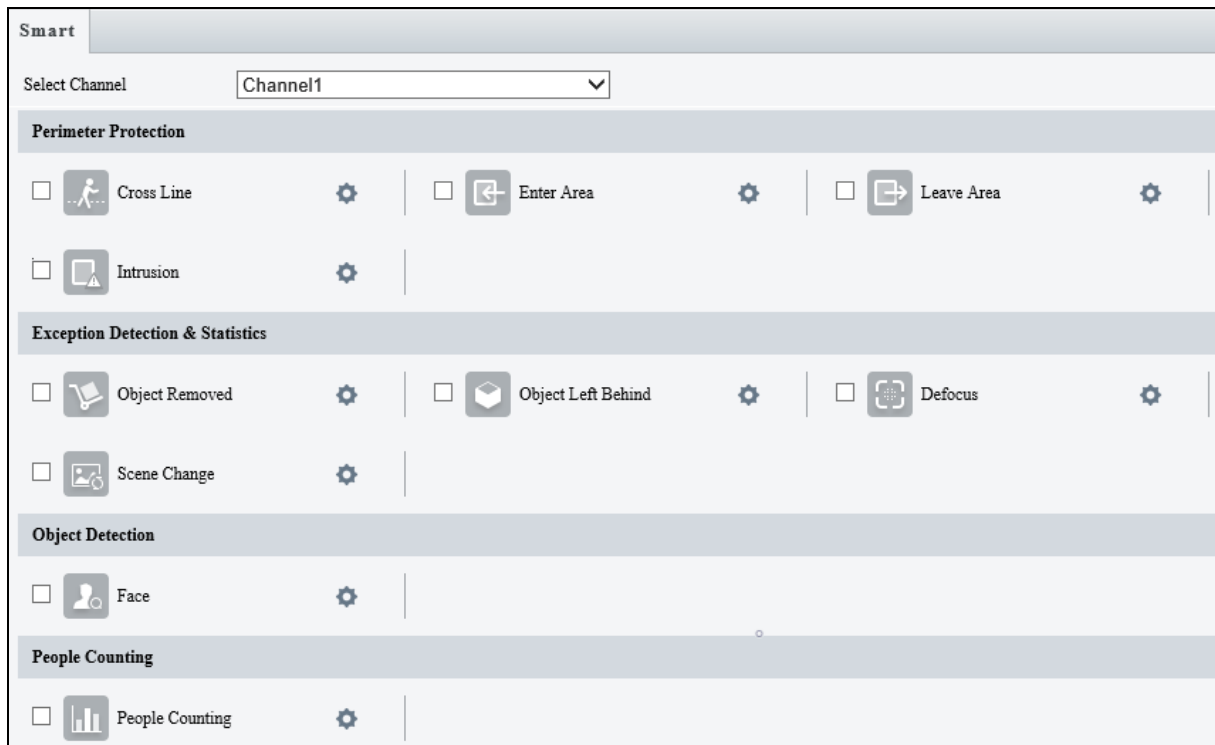 Smart
Select Channel Channel1
Perimeter Protection
Cross Line Enter Area Leave Area
Intrusion
Exception Detection & Statistics
Object Removed Object Left Behind Defocus
Scene Change
Object Detection
Face
People Counting
People Counting